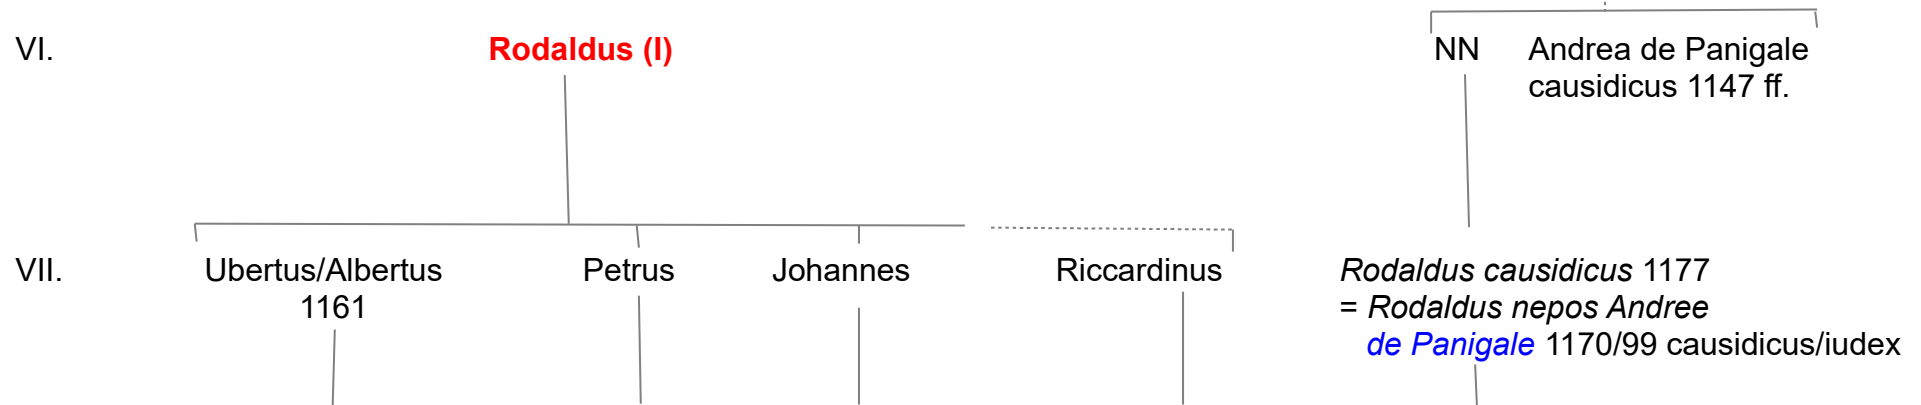 VI.
Rodaldus (I)
NN
Andrea de Panigale
causidicus 1147 ff.
VII.
Ubertus/Albertus
1161
Petrus
Johannes
Riccardinus
Rodaldus causidicus 1177
= Rodaldus nepos Andree
de Panigale 1170/99 causidicus/iudex